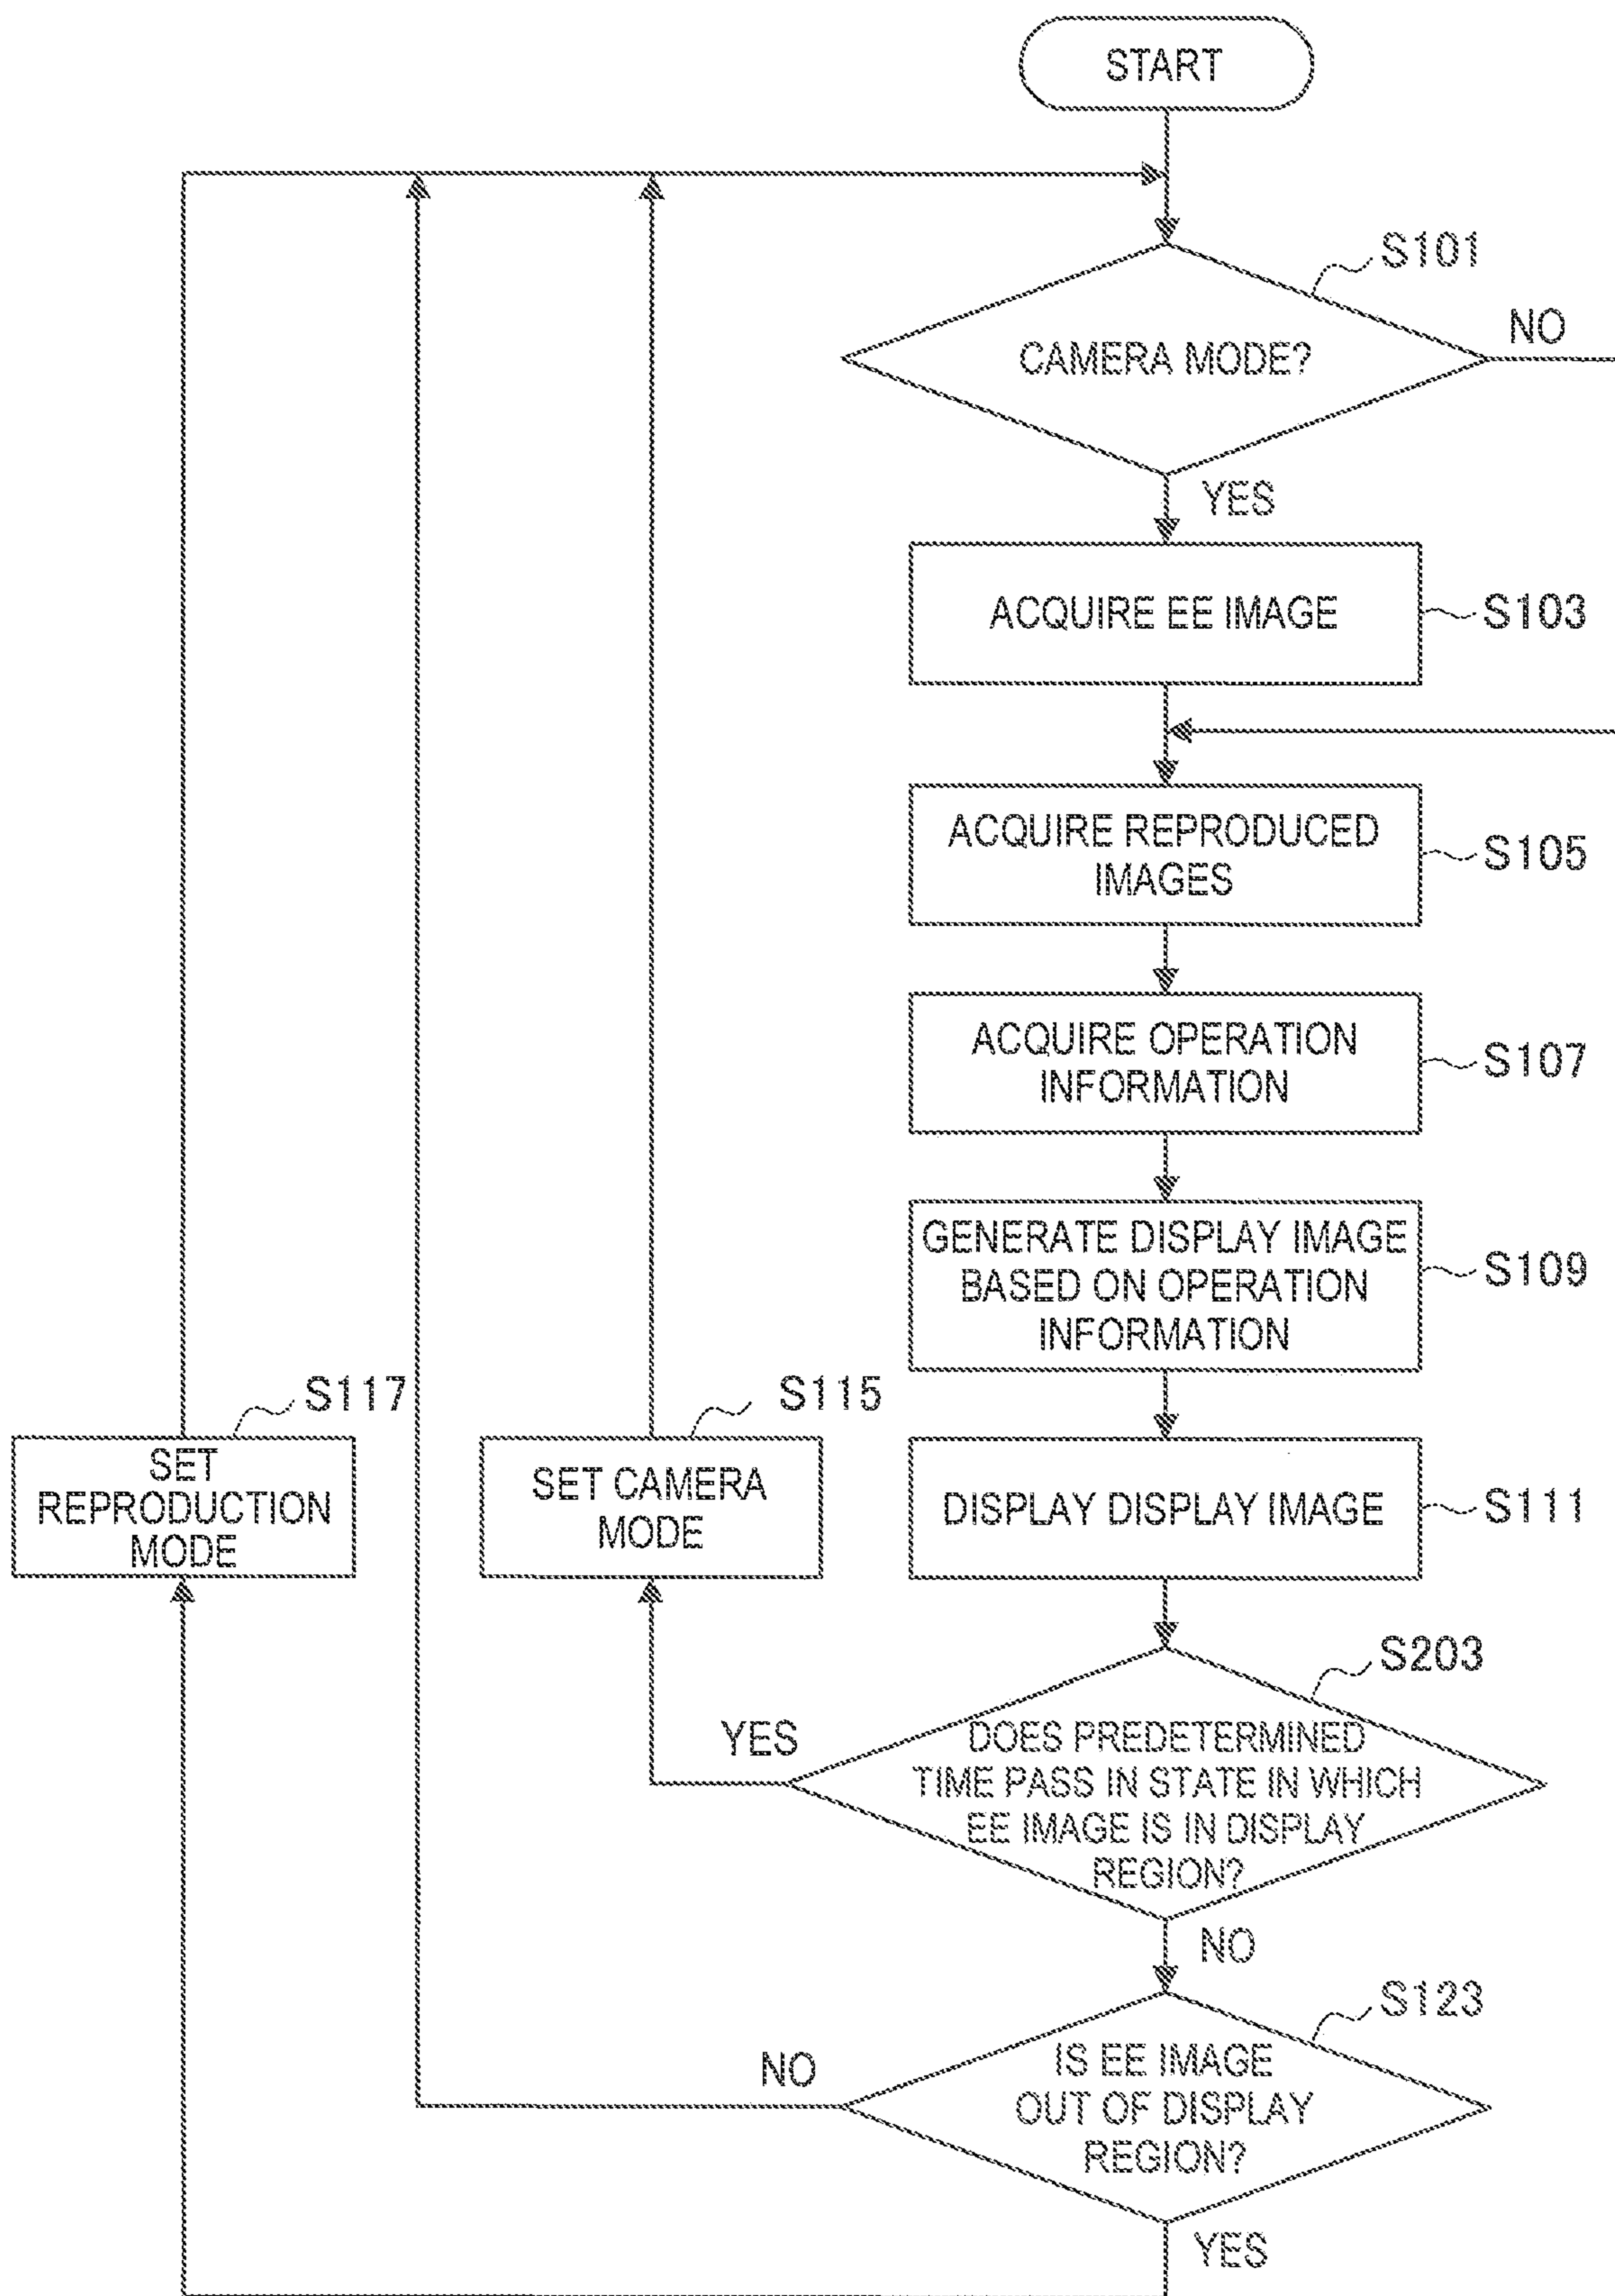 START
S101
CAMERA MODE?
NO
YES
ACQUIRE EE IMAGE
S103
ACQUIRE REPRODUCED
IMAGES
S105
ACQUIRE OPERATION
INFORMATION
S107
GENERATE DISPLAY IMAGE
BASED ON OPERATION
INFORMATION
S109
S117
SET
REPRODUCTION
MODE
S115
SET CAMERA
MODE
DISPLAY DISPLAY IMAGE
S111
S203
YES
DOES PREDETERMINED
TIME PASS IN STATE IN WHICH
EE IMAGE IS IN DISPLAY
REGION?
NO
S123
NO
IS EE IMAGE
OUT OF DISPLAY
REGION?
YES